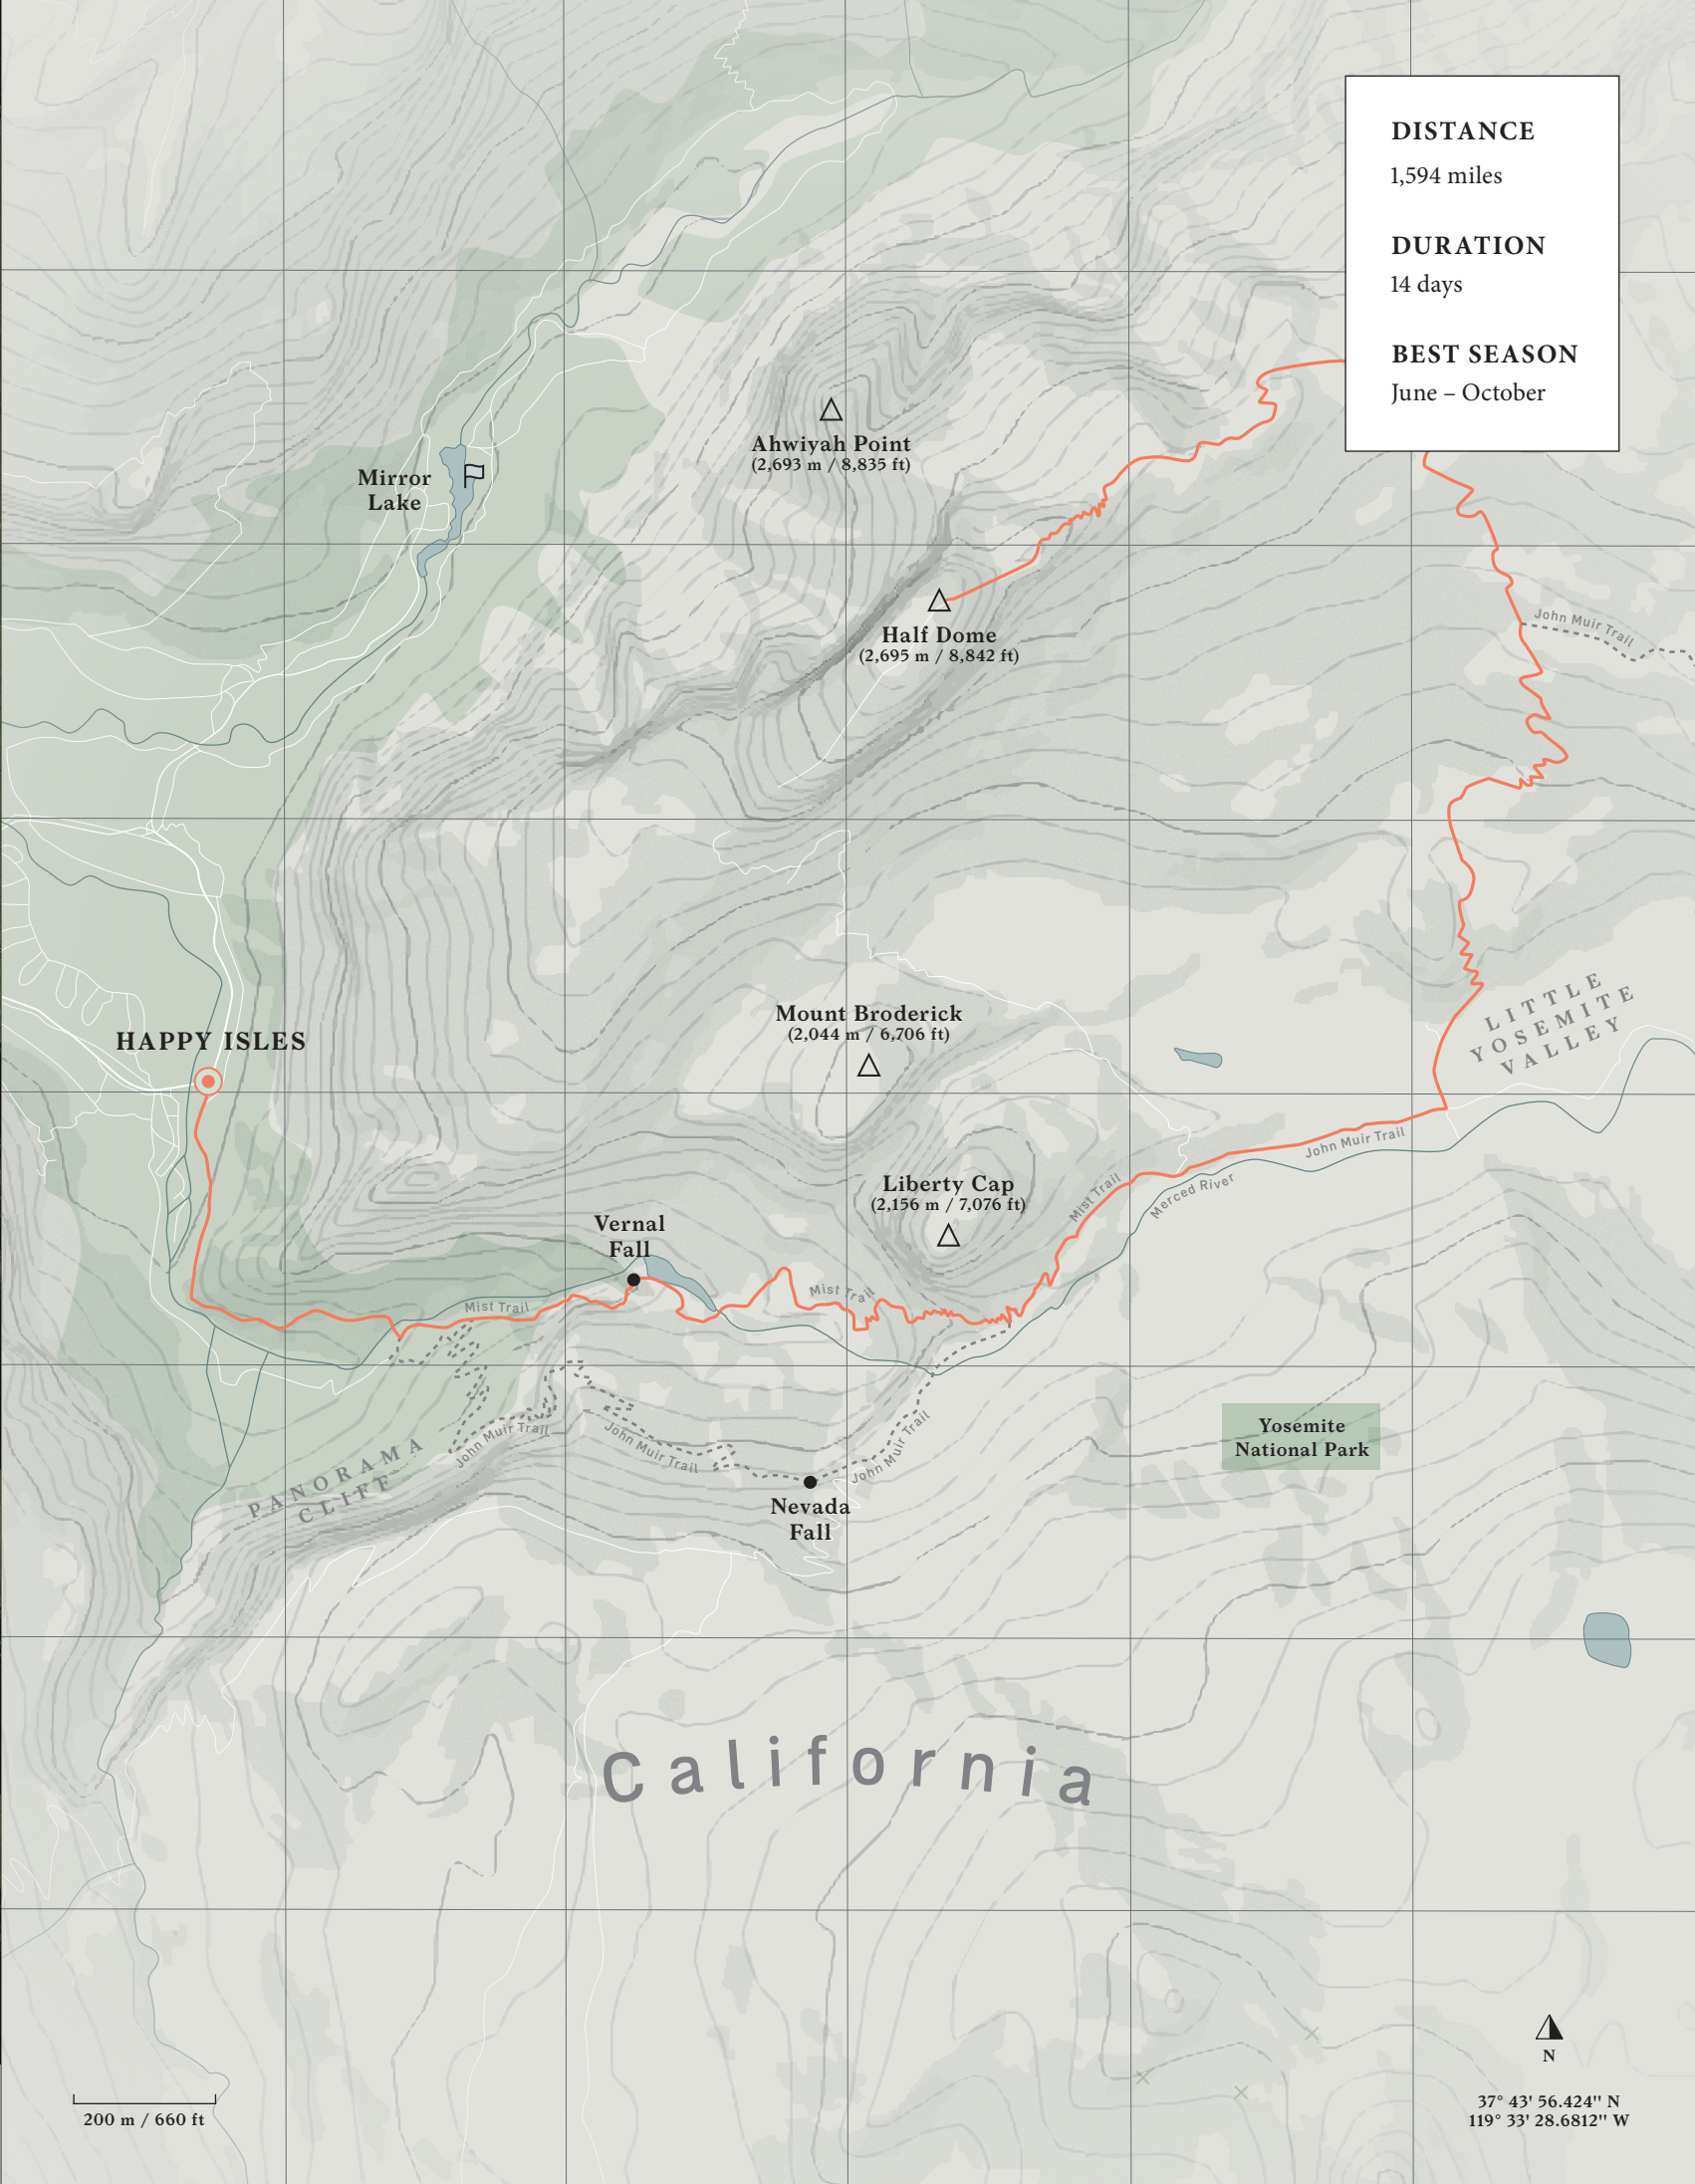 DISTANCE
1,594 miles
DURATION
14 days
BEST SEASON
June – October
Ahwiyah Point
(2,693 m / 8,835 ft)
Mirror
Lake
Half Dome
(2,695 m / 8,842 ft)
John Muir Trail
Mount Broderick
(2,044 m / 6,706 ft)
HAPPY ISLES
LITTLE
YOSEMITE
VALLEY
John Muir Trail
Liberty Cap
(2,156 m / 7,076 ft)
Mist Trail
Merced River
Vernal
Fall
Mist Trail
Mist Trail
Yosemite
National Park
PANORAMA
CLIFF
John Muir Trail
John Muir Trail
John Muir Trail
Nevada
Fall
California
N
37° 43' 56.424'' N
119° 33' 28.6812'' W
200 m / 660 ft